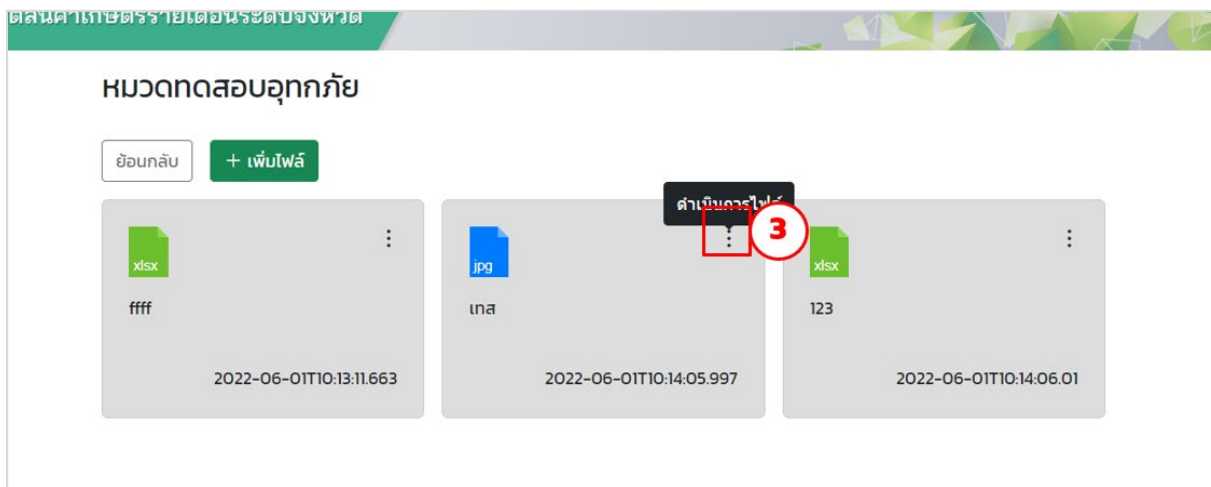 หมวดทดสอบอุทกภัย
ย้อนกลับ
+ เพิ่มไฟล์
ดำเนินการไฟล์
3
xlsx
ffff
2022-06-01T10:13:11.663
jpg
เทส
2022-06-01T10:14:05.997
xlsx
123
2022-06-01T10:14:06.01